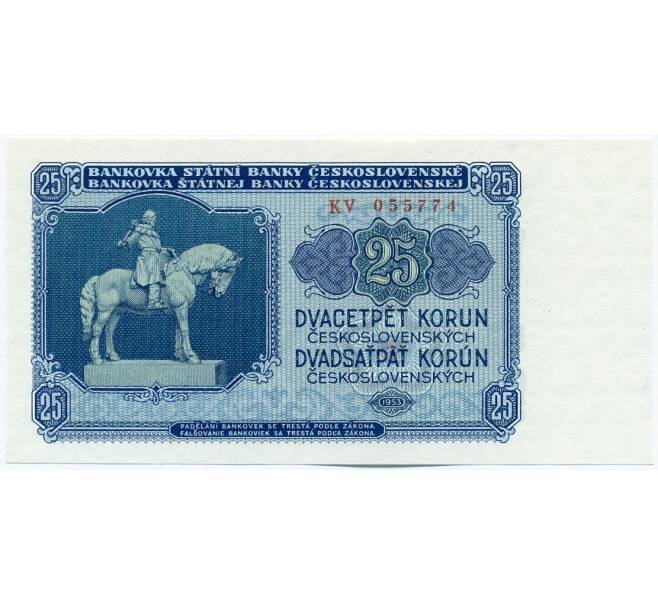 BANKOVKA STÁTNÍ BANKY ČESKOSLOVENSKÉ
BANKOVKA ŠTÁTNEJ BANKY ČESKOSLOVENSKEJ
25
25
KV 055774
25
DVACETPĚT KORUN
ČESKOSLOVENSKÝCH
DVADSAŤPÄŤ KORÚN
ČESKOSLOVENSKÝCH
1953
25
25
PADĚLÁNÍ BANKOVEK SE TRESTÁ PODLE ZÁKONA.
FALŠOVANIE BANKOVIEK SA TRESTÁ PODĽA ZÁKONA.